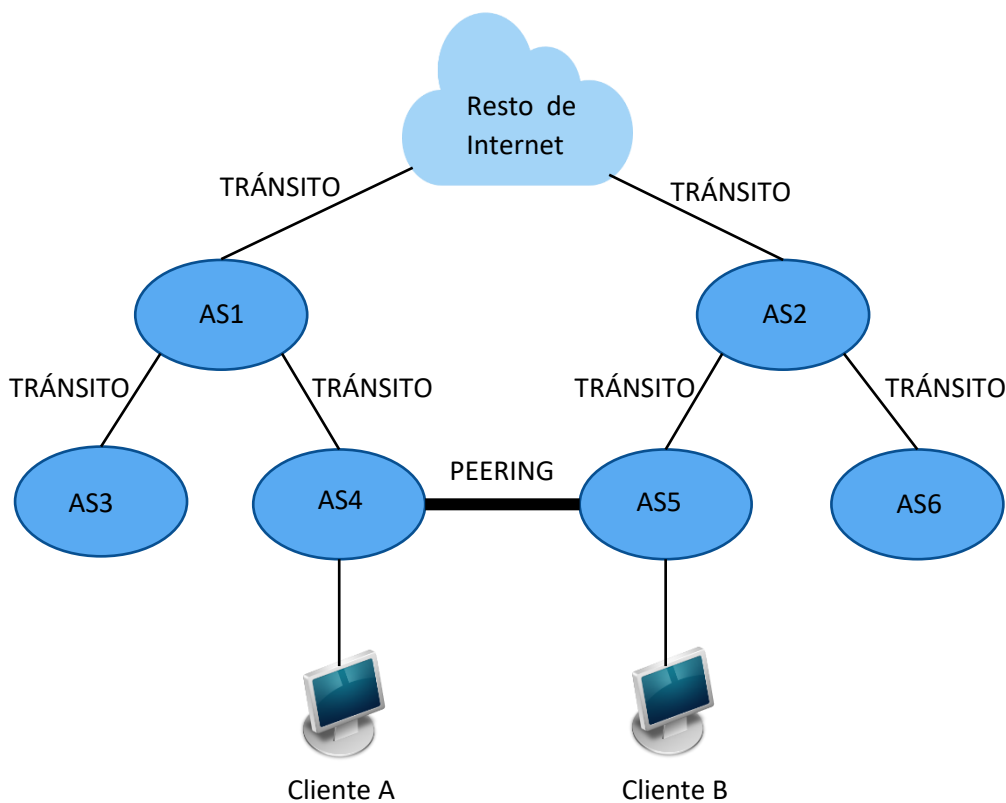 Resto de
Internet
TRÁNSITO
TRÁNSITO
AS1
AS2
TRÁNSITO
TRÁNSITO
TRÁNSITO
TRÁNSITO
PEERING
AS3
AS4
AS5
AS6
Cliente A
Cliente B